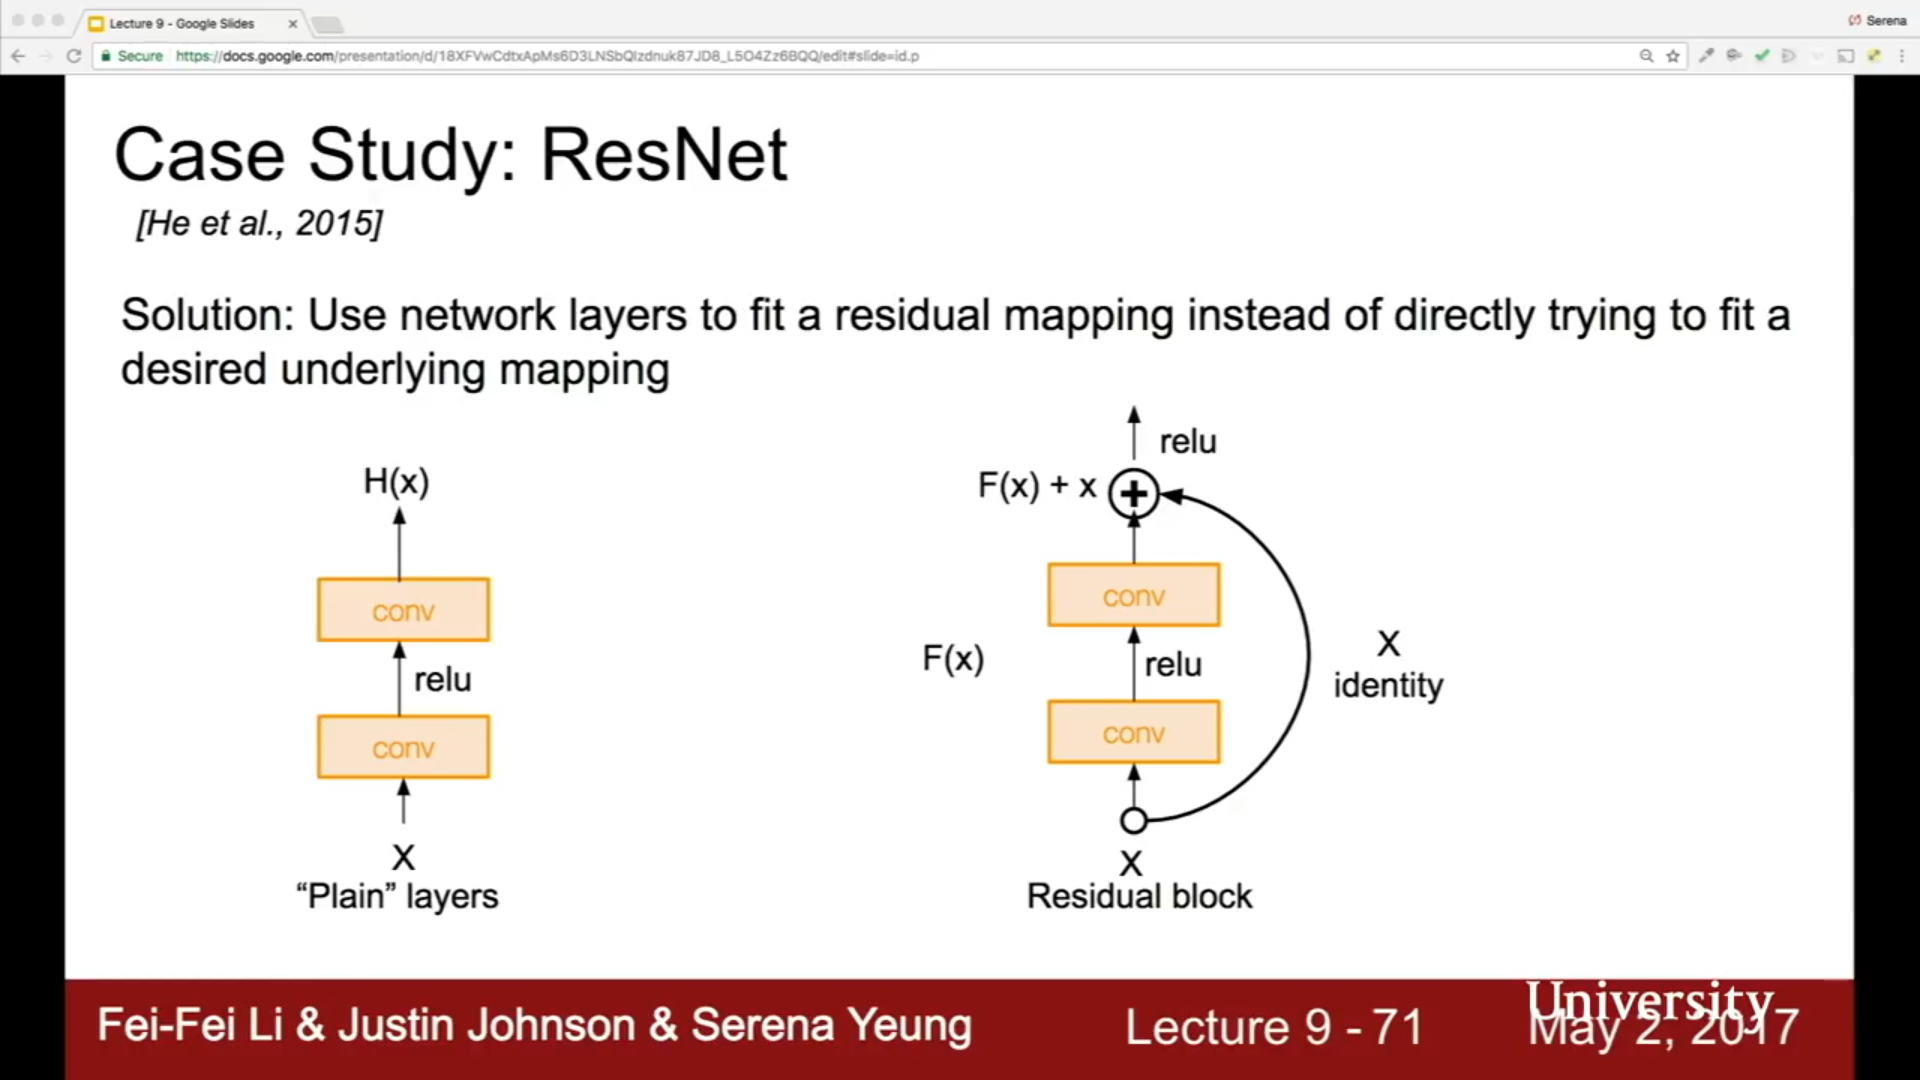 Lecture 9 - Google Slides
Serena
Secure https://docs.google.com/presentation/d/18XFVwCdtxApMs6D3LNSbQIzdnuk87JD8_L5O4Zz6BQQ/edit#slide=id.p
Case Study: ResNet
[He et al., 2015]
Solution: Use network layers to fit a residual mapping instead of directly trying to fit a
desired underlying mapping
H(x)
conv
relu
conv
X
“Plain” layers
relu
F(x) + x
conv
F(x)
relu
conv
X
identity
X
Residual block
Fei-Fei Li & Justin Johnson & Serena Yeung
Lecture 9 - 71
University
May 2, 2017